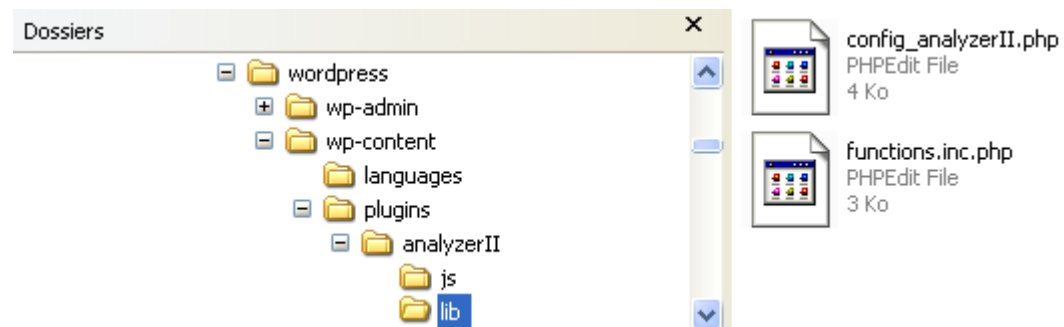 Dossiers
wordpress
wp-admin
wp-content
languages
plugins
analyzerII
js
lib
config_analyzerII.php
PHPEdit File
4 Ko
functions.inc.php
PHPEdit File
3 Ko